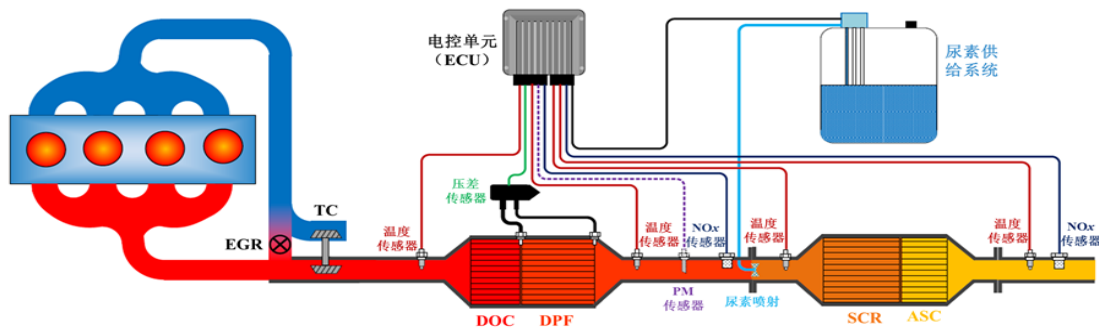 电控单元
（ECU）
尿素供
给系统
压差
传感器
TC
EGR
温度
传感器
温度
传感器
NOx
传感器
温度
传感器
温度
传感器
NOx
传感器
PM
传感器
尿素喷射
DOC
DPF
SCR
ASC